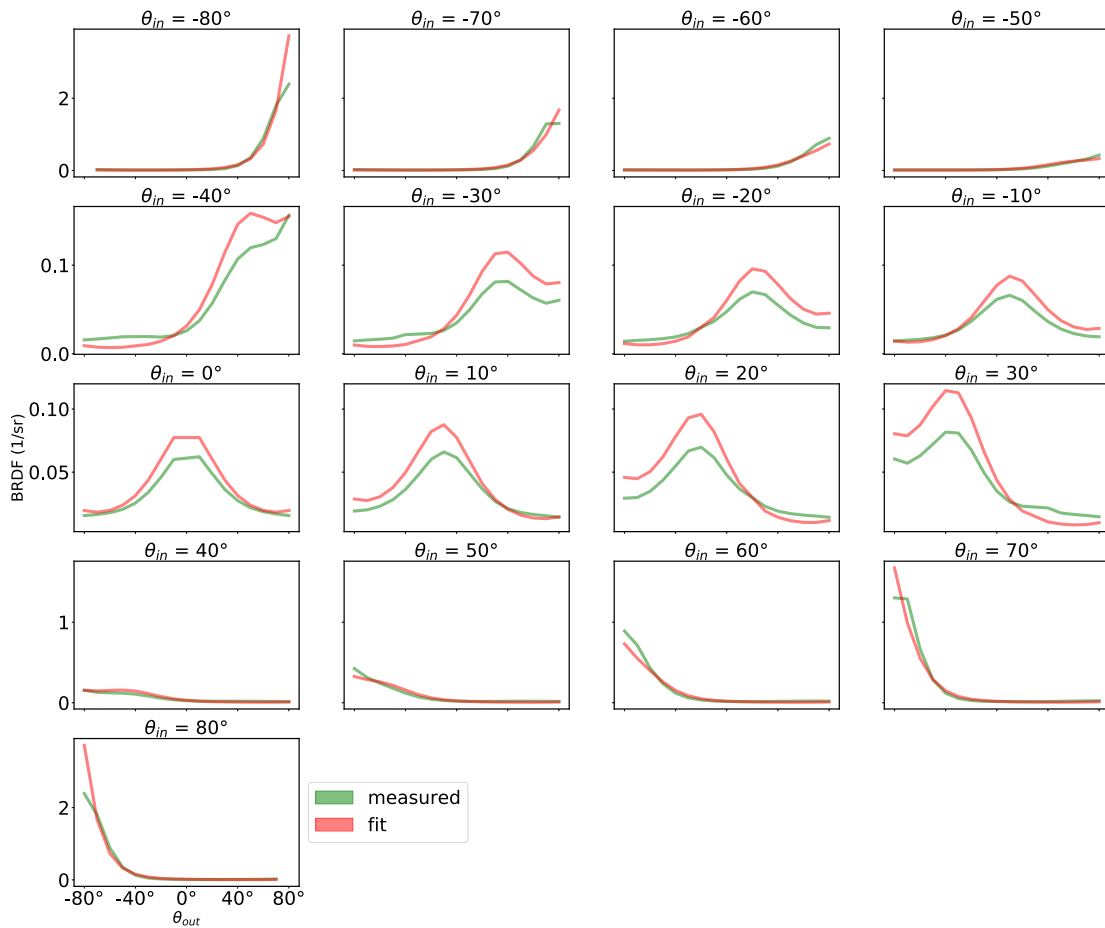 θin = -80° θin = -70° θin = -60° θin = -50°
2
0
θin = -40° θin = -30° θin = -20° θin = -10°
0.1
0.0
θin = 0° θin = 10° θin = 20° θin = 30°
0.10
0.05
BRDF (1/sr)
θin = 40° θin = 50° θin = 60° θin = 70°
1
0
θin = 80°
2
0
-80° -40° 0° 40° 80°
θout
measured
fit